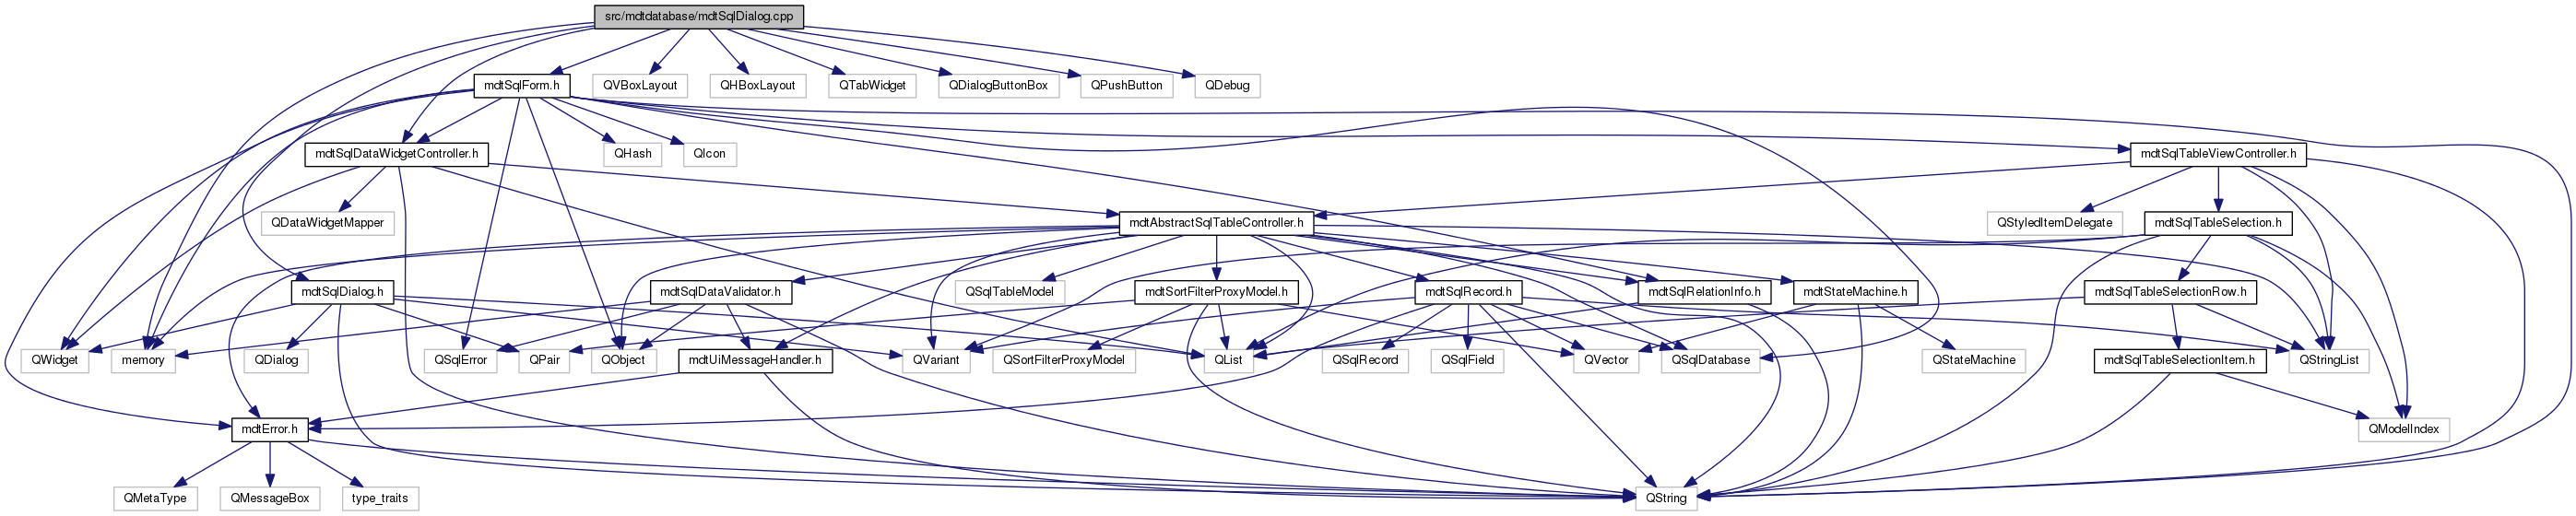 src/mdtdatabase/mdtSqlDialog.cpp
mdtSqlForm.h
QVBoxLayout
QHBoxLayout
QTabWidget
QDialogButtonBox
QPushButton
QDebug
mdtSqlDataWidgetController.h
QHash
QIcon
mdtSqlTableViewController.h
QDataWidgetMapper
mdtAbstractSqlTableController.h
QStyledItemDelegate
mdtSqlTableSelection.h
mdtSqlDialog.h
mdtSqlDataValidator.h
QSqlTableModel
mdtSortFilterProxyModel.h
mdtSqlRecord.h
mdtSqlRelationInfo.h
mdtStateMachine.h
mdtSqlTableSelectionRow.h
QWidget
memory
QDialog
QSqlError
QPair
QObject
mdtUiMessageHandler.h
QVariant
QSortFilterProxyModel
QList
QSqlRecord
QSqlField
QVector
QSqlDatabase
QStateMachine
mdtSqlTableSelectionItem.h
QStringList
mdtError.h
QModelIndex
QMetaType
QMessageBox
type_traits
QString